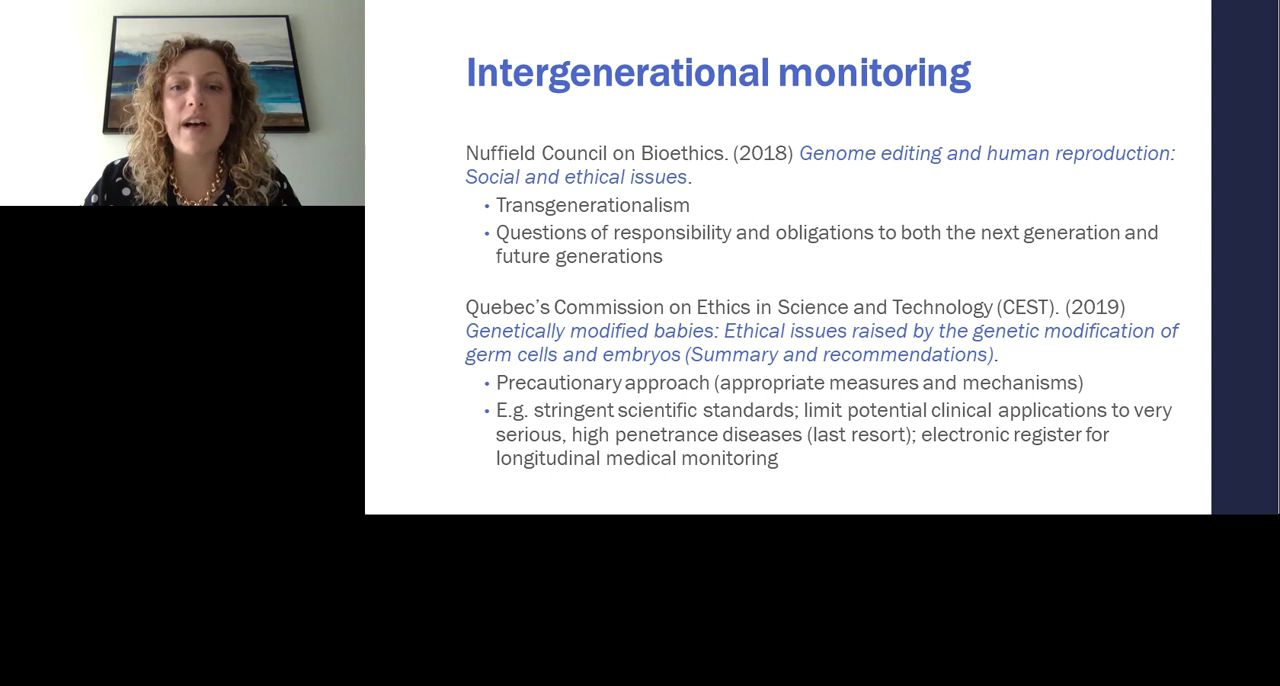 Intergenerational monitoring
Nuffield Council on Bioethics. (2018) Genome editing and human reproduction:
Social and ethical issues.
• Transgenerationalism
• Questions of responsibility and obligations to both the next generation and
future generations
Quebec’s Commission on Ethics in Science and Technology (CEST). (2019)
Genetically modified babies: Ethical issues raised by the genetic modification of
germ cells and embryos (Summary and recommendations).
• Precautionary approach (appropriate measures and mechanisms)
• E.g. stringent scientific standards; limit potential clinical applications to very
serious, high penetrance diseases (last resort); electronic register for
longitudinal medical monitoring